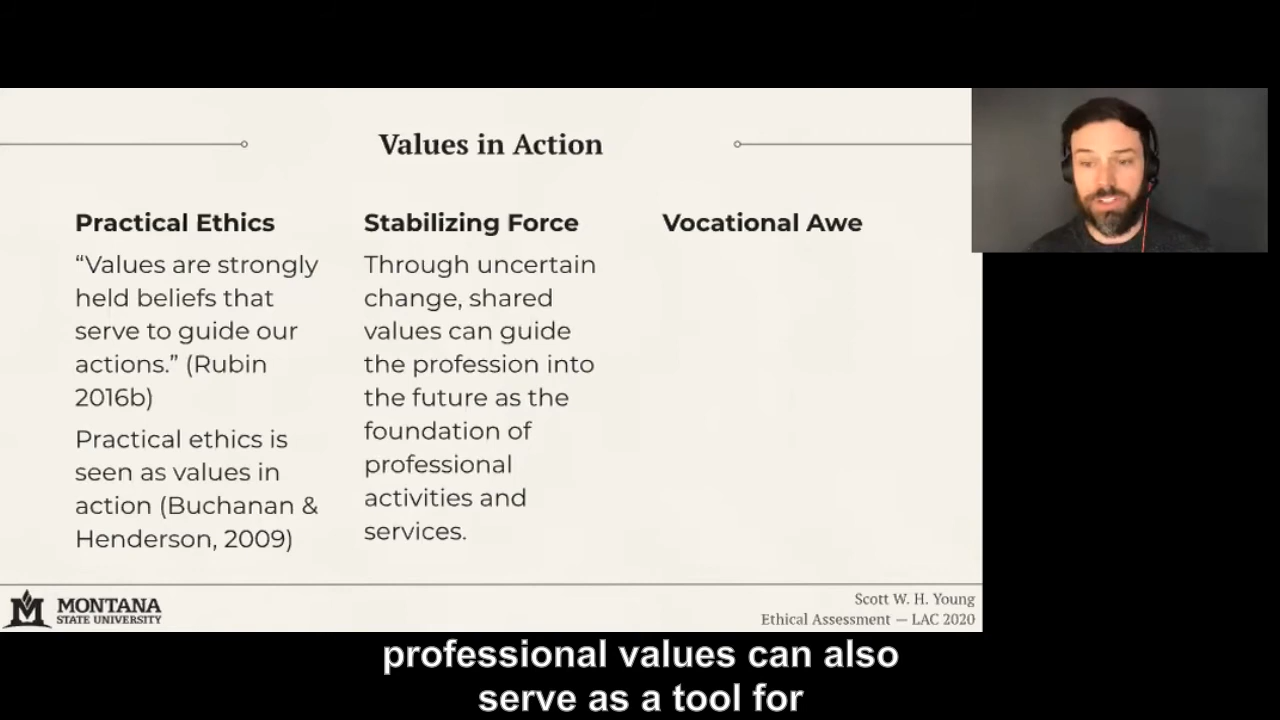 Values in Action
Practical Ethics
“Values are strongly
held beliefs that
serve to guide our
actions.” (Rubin
2016b)
Practical ethics is
seen as values in
action (Buchanan &
Henderson, 2009)
Stabilizing Force
Through uncertain
change, shared
values can guide
the profession into
the future as the
foundation of
professional
activities and
services.
Vocational Awe
MONTANA
STATE UNIVERSITY
Scott W. H. Young
Ethical Assessment — LAC 2020
professional values can also
serve as a tool for